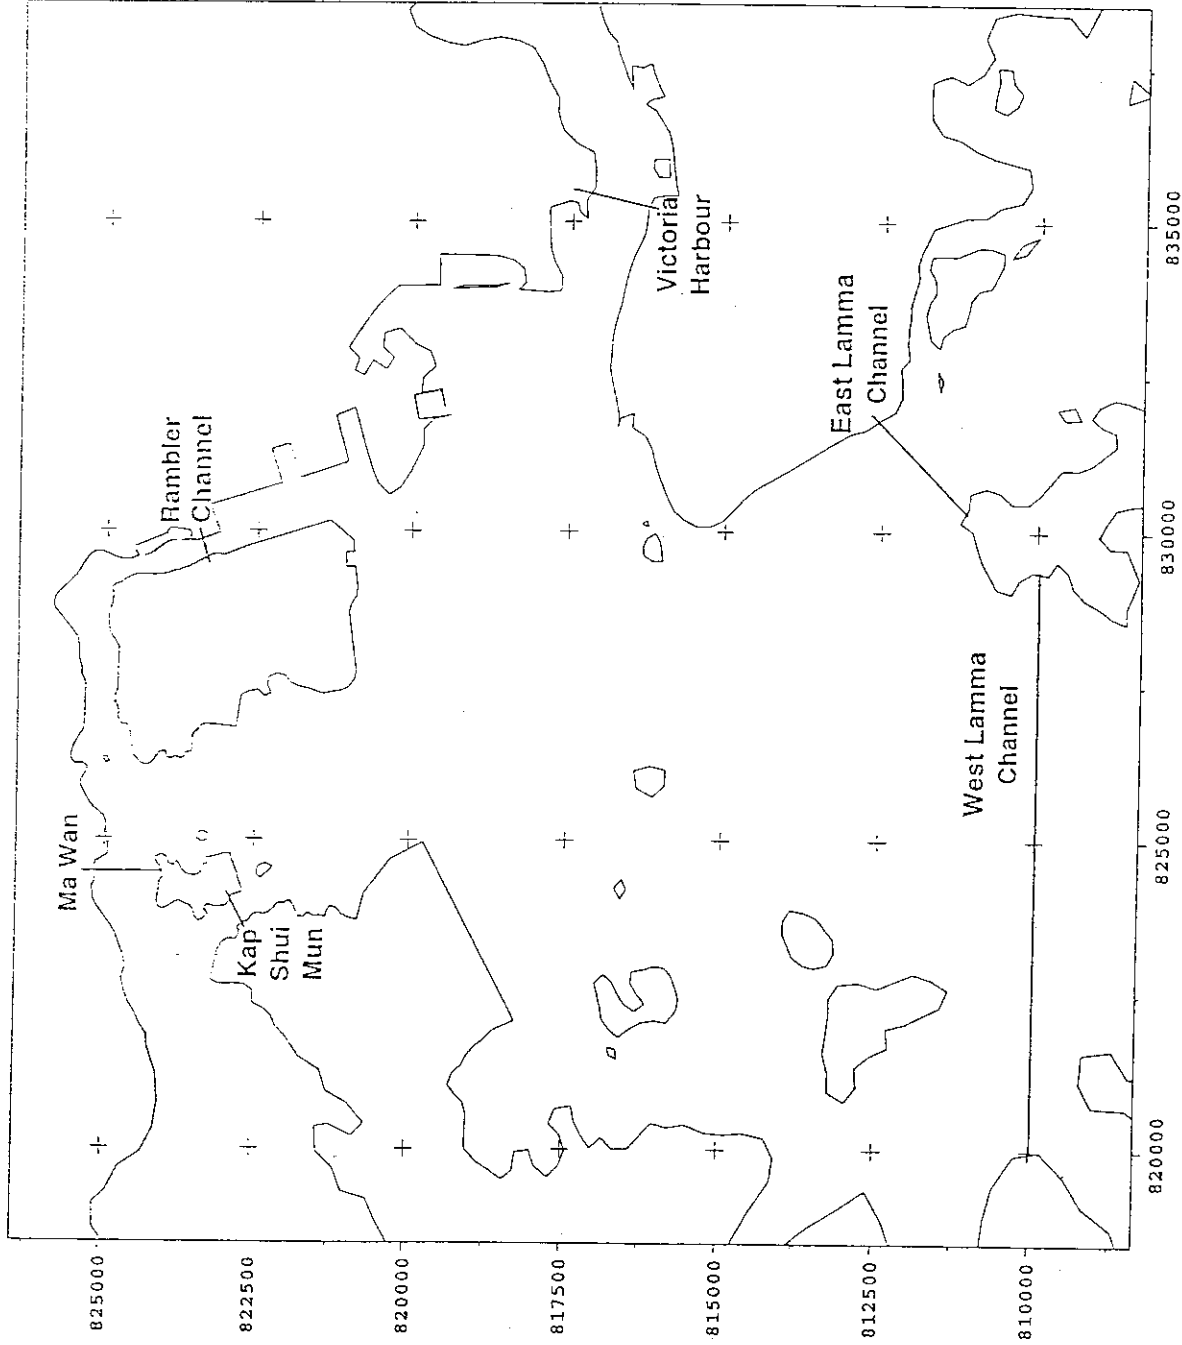 Ma Wan
Kap
Shui
Mun
Rambler
Channel
Victoria
Harbour
East Lamma
Channel
West Lamma
Channel
825000
822500
820000
817500
815000
812500
810000
820000
825000
830000
835000